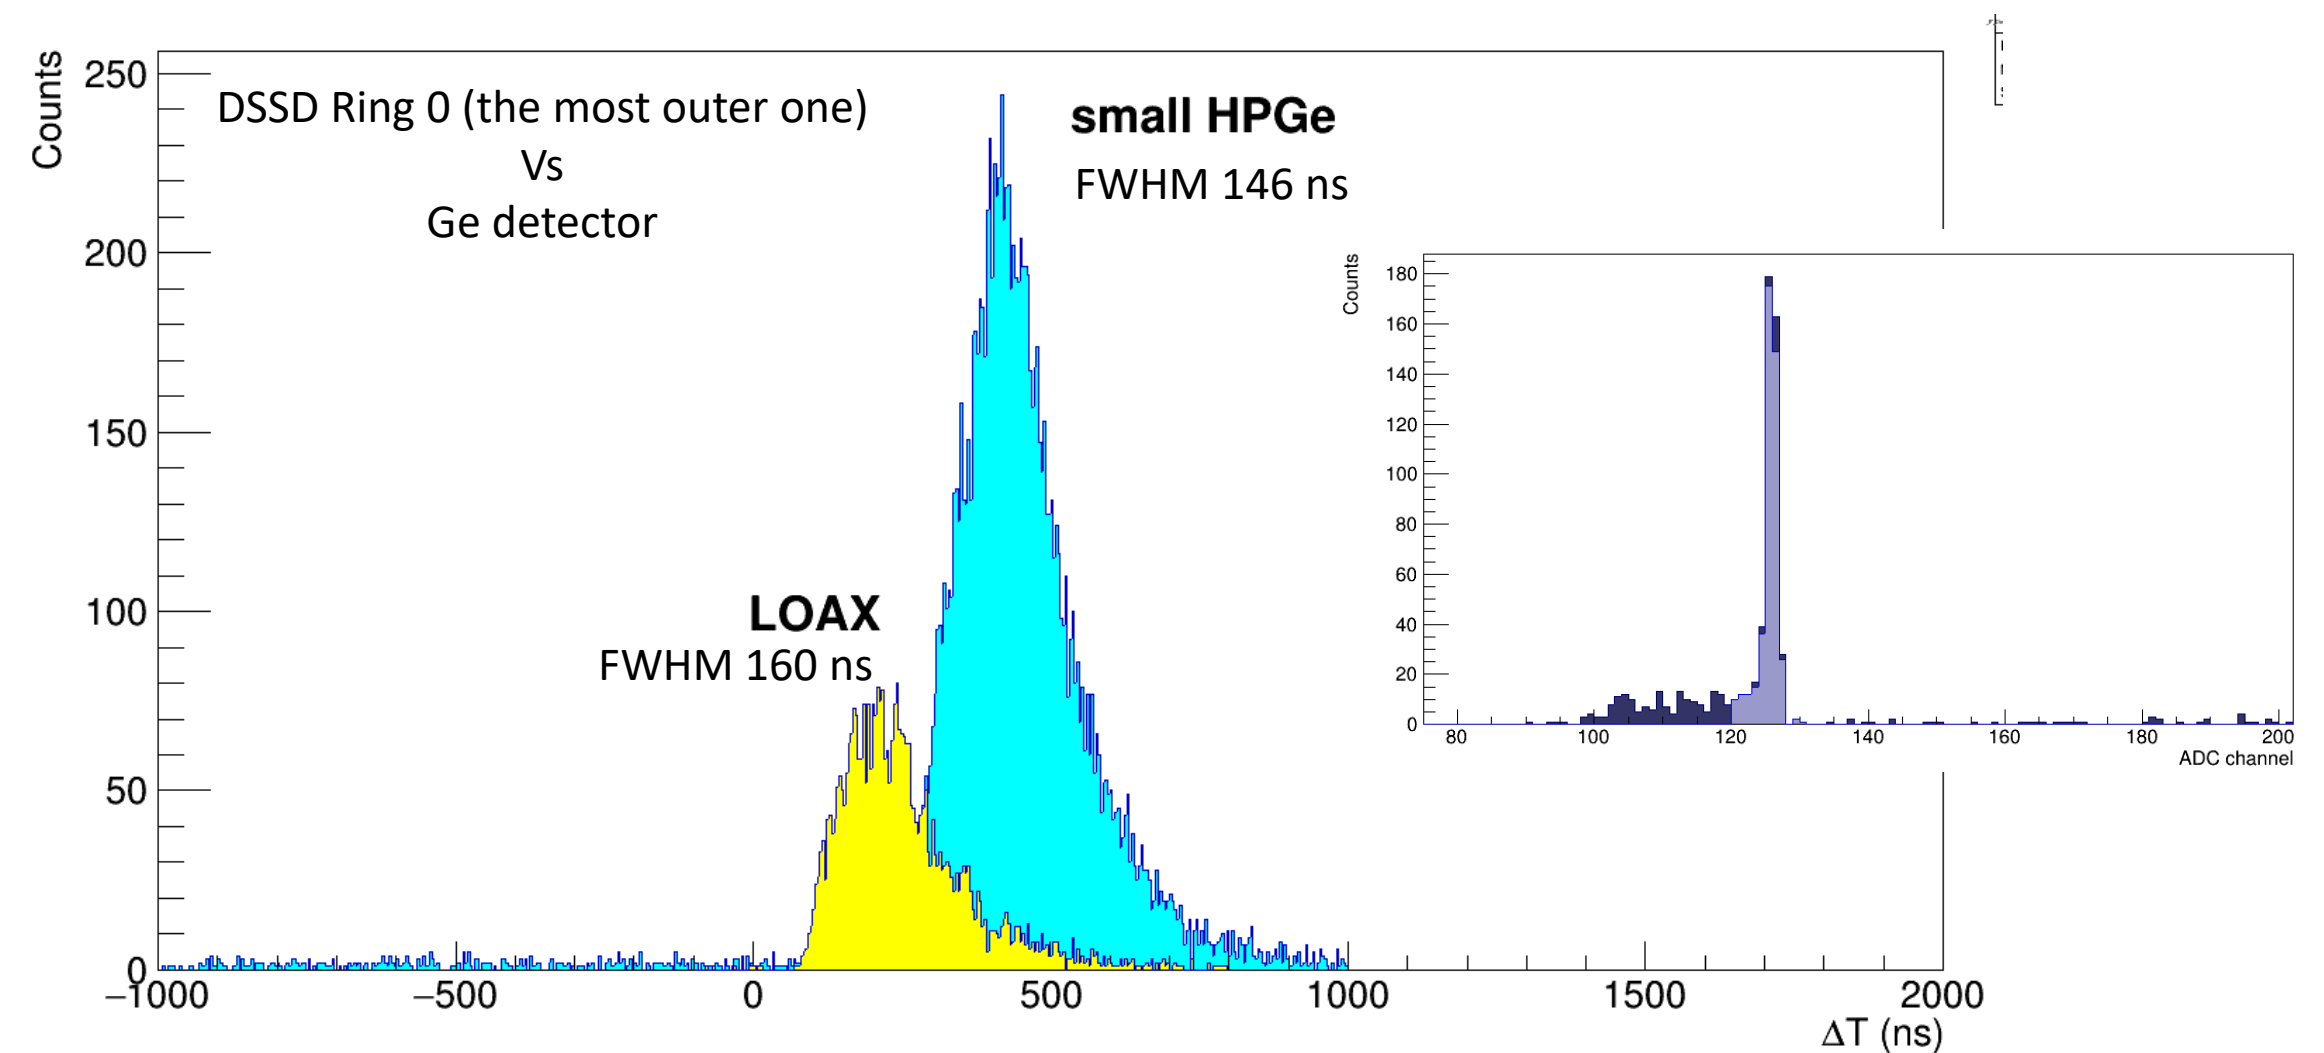 Counts
250
200
150
100
50
0
DSSD Ring 0 (the most outer one)
Vs
Ge detector
small HPGe
FWHM 146 ns
LOAX
FWHM 160 ns
−1000
−500
0
500
1000
1500
2000
ΔT (ns)
Counts
180
160
140
120
100
80
60
40
20
0
80
100
120
140
160
180
200
ADC channel